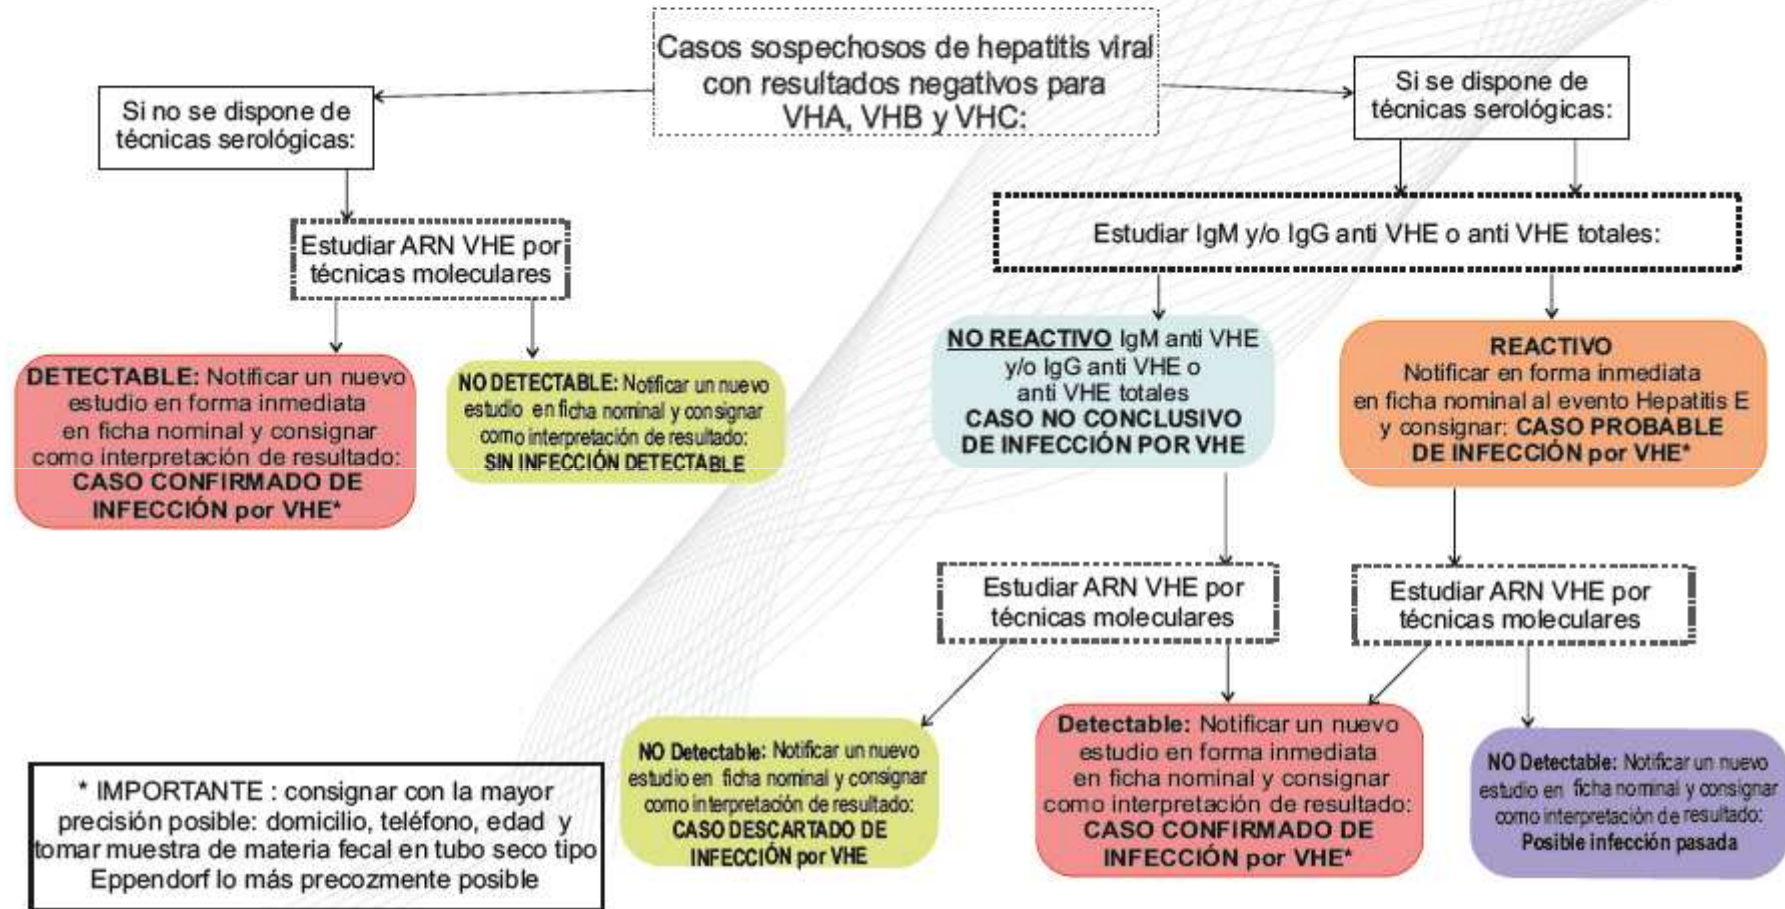 Casos sospechosos de hepatitis viral
con resultados negativos para
VHA, VHB y VHC:
Si no se dispone de
técnicas serológicas:
Si se dispone de
técnicas serológicas:
Estudiar ARN VHE por
técnicas moleculares
Estudiar IgM y/o IgG anti VHE o anti VHE totales:
DETECTABLE: Notificar un nuevo
estudio en forma inmediata
en ficha nominal y consignar
como interpretación de resultado:
CASO CONFIRMADO DE
INFECCIÓN por VHE*
NO DETECTABLE: Notificar un nuevo
estudio en ficha nominal y consignar
como interpretación de resultado:
SIN INFECCIÓN DETECTABLE
NO REACTIVO IgM anti VHE
y/o IgG anti VHE o
anti VHE totales
CASO NO CONCLUSIVO
DE INFECCIÓN POR VHE
REACTIVO
Notificar en forma inmediata
en ficha nominal al evento Hepatitis E
y consignar: CASO PROBABLE
DE INFECCIÓN por VHE*
Estudiar ARN VHE por
técnicas moleculares
Estudiar ARN VHE por
técnicas moleculares
NO Detectable: Notificar un nuevo
estudio en ficha nominal y consignar
como interpretación de resultado:
CASO DESCARTADO DE
INFECCIÓN por VHE
Detectable: Notificar un nuevo
estudio en forma inmediata
en ficha nominal y consignar
como interpretación de resultado:
CASO CONFIRMADO DE
INFECCIÓN por VHE*
NO Detectable: Notificar un nuevo
estudio en ficha nominal y consignar
como interpretación de resultado:
Posible infección pasada
* IMPORTANTE : consignar con la mayor
precisión posible: domicilio, teléfono, edad y
tomar muestra de materia fecal en tubo seco tipo
Eppendorf lo más precozmente posible